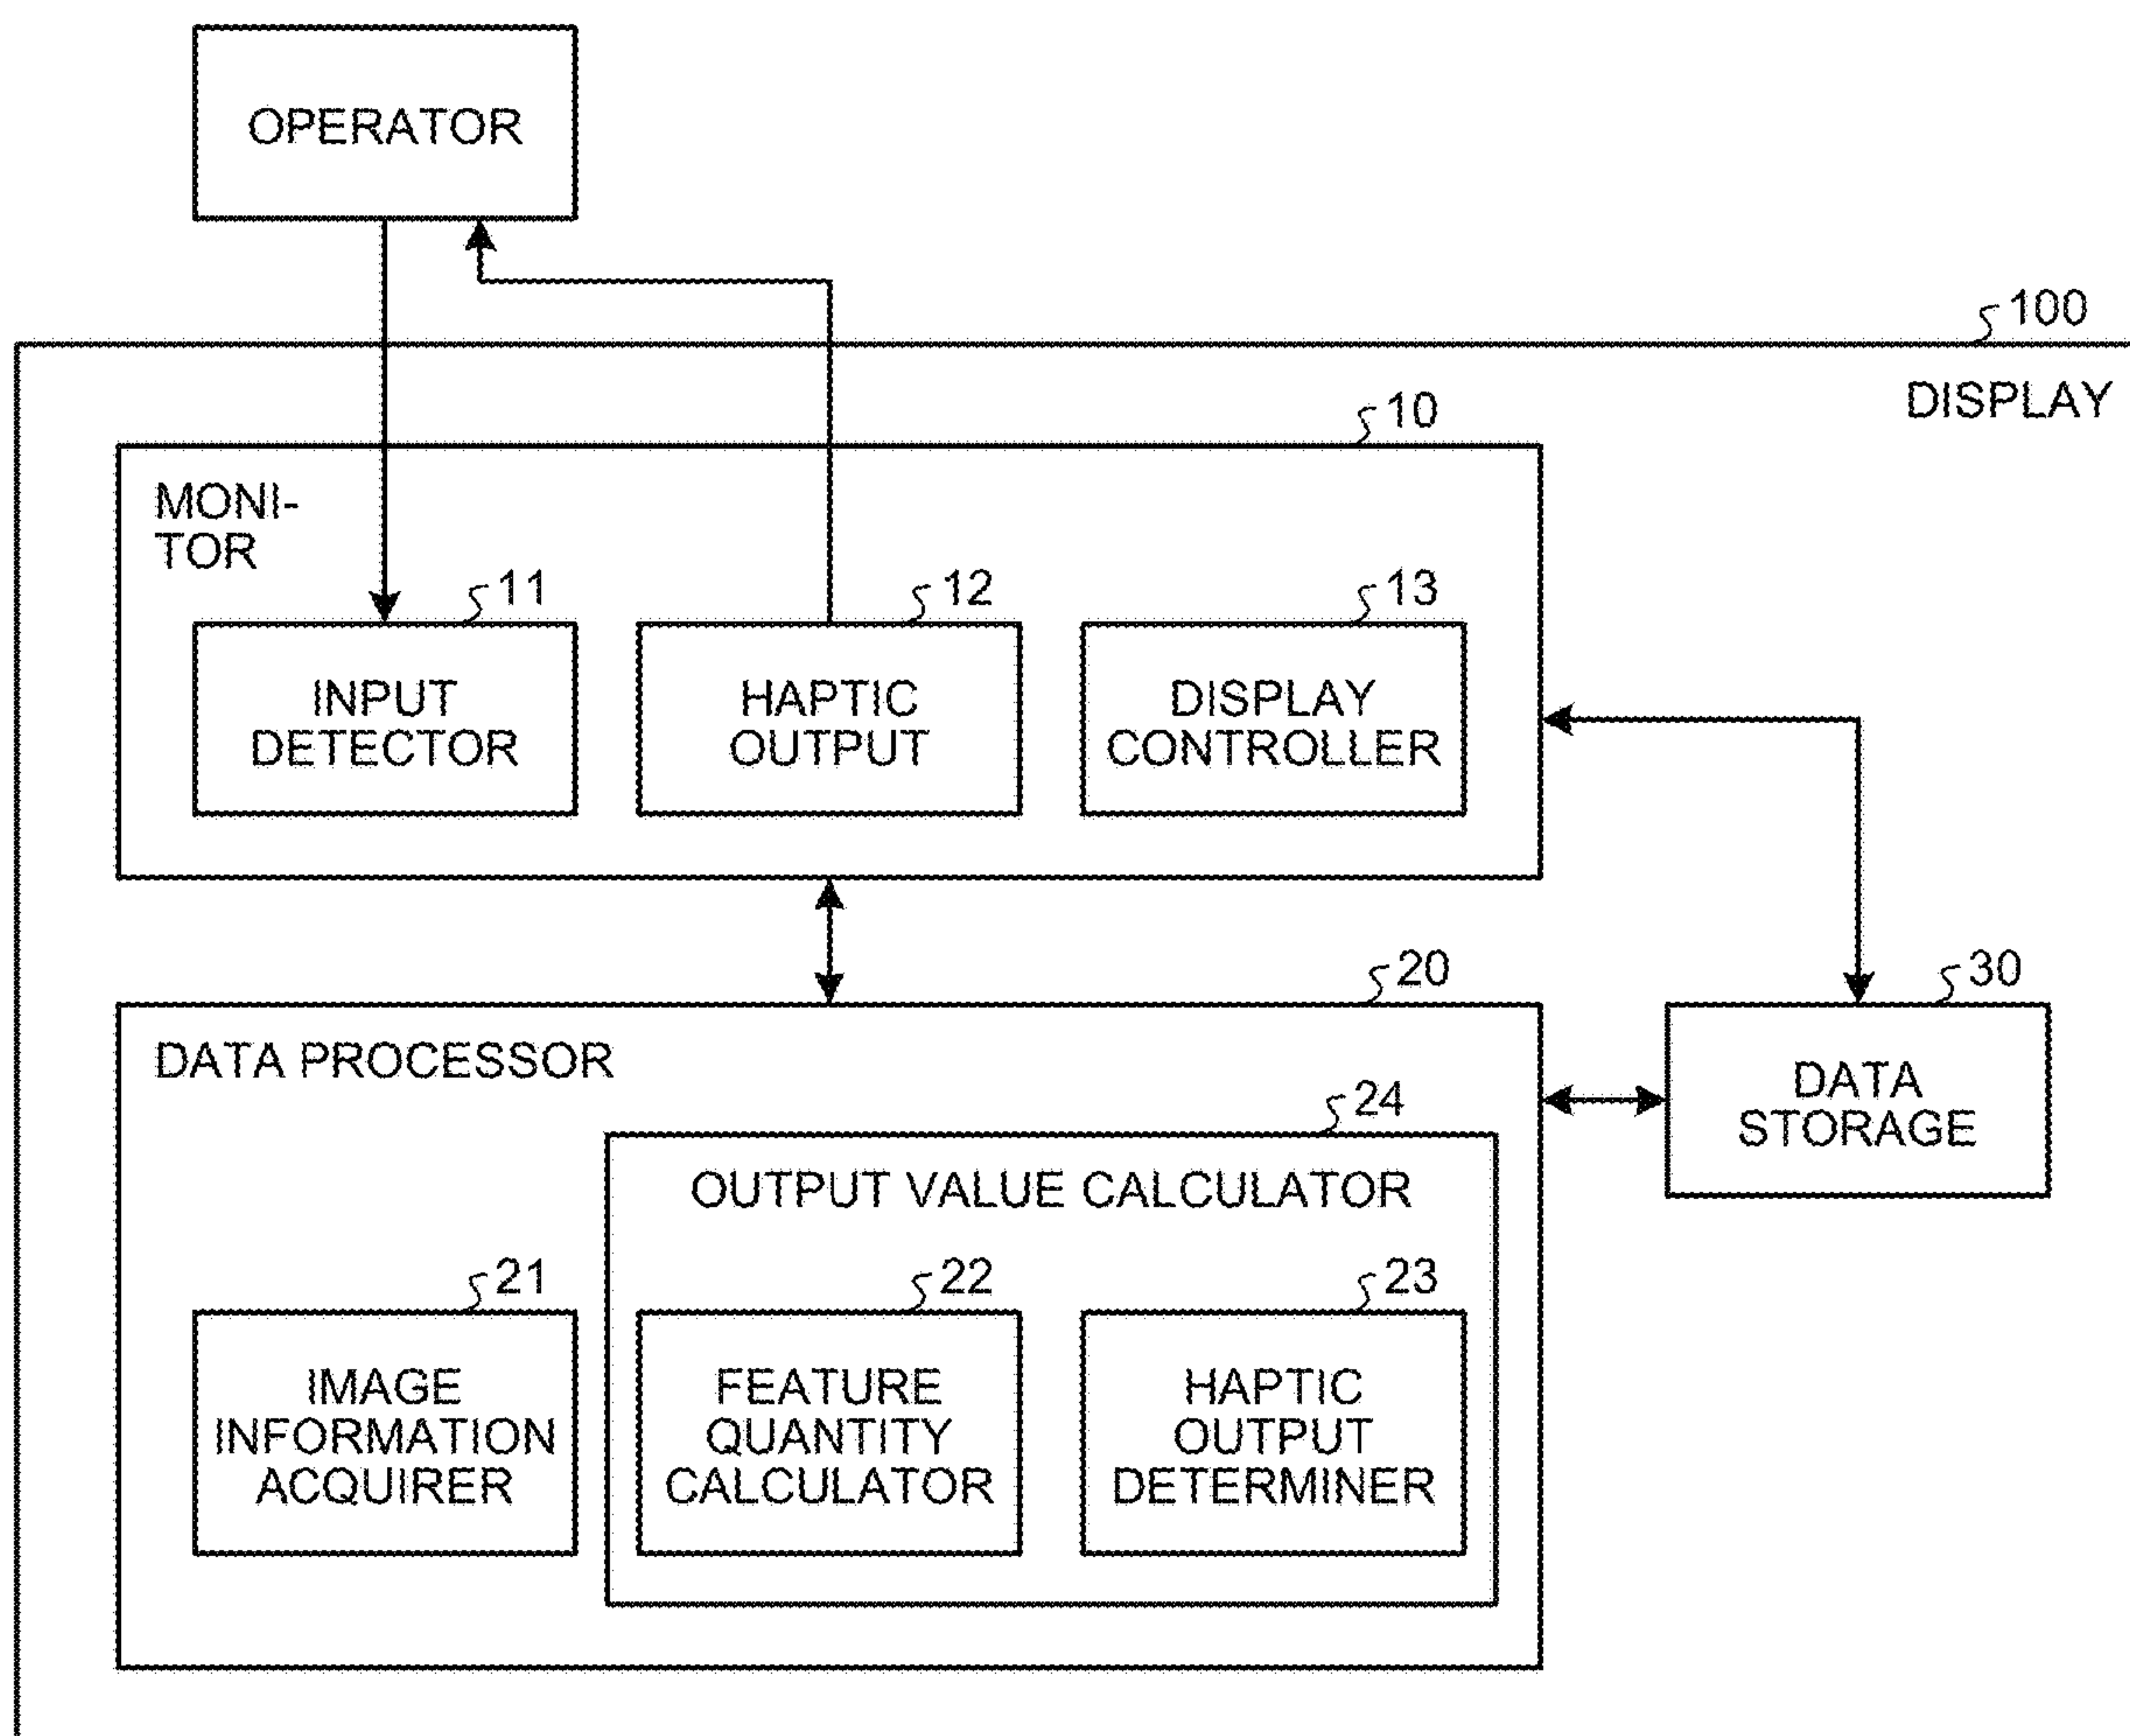 OPERATOR
100
DISPLAY
10
MONI-
TOR
11
12
13
INPUT
DETECTOR
HAPTIC
OUTPUT
DISPLAY
CONTROLLER
20
30
DATA PROCESSOR
DATA
STORAGE
24
OUTPUT VALUE CALCULATOR
21
22
23
IMAGE
INFORMATION
ACQUIRER
FEATURE
QUANTITY
CALCULATOR
HAPTIC
OUTPUT
DETERMINER